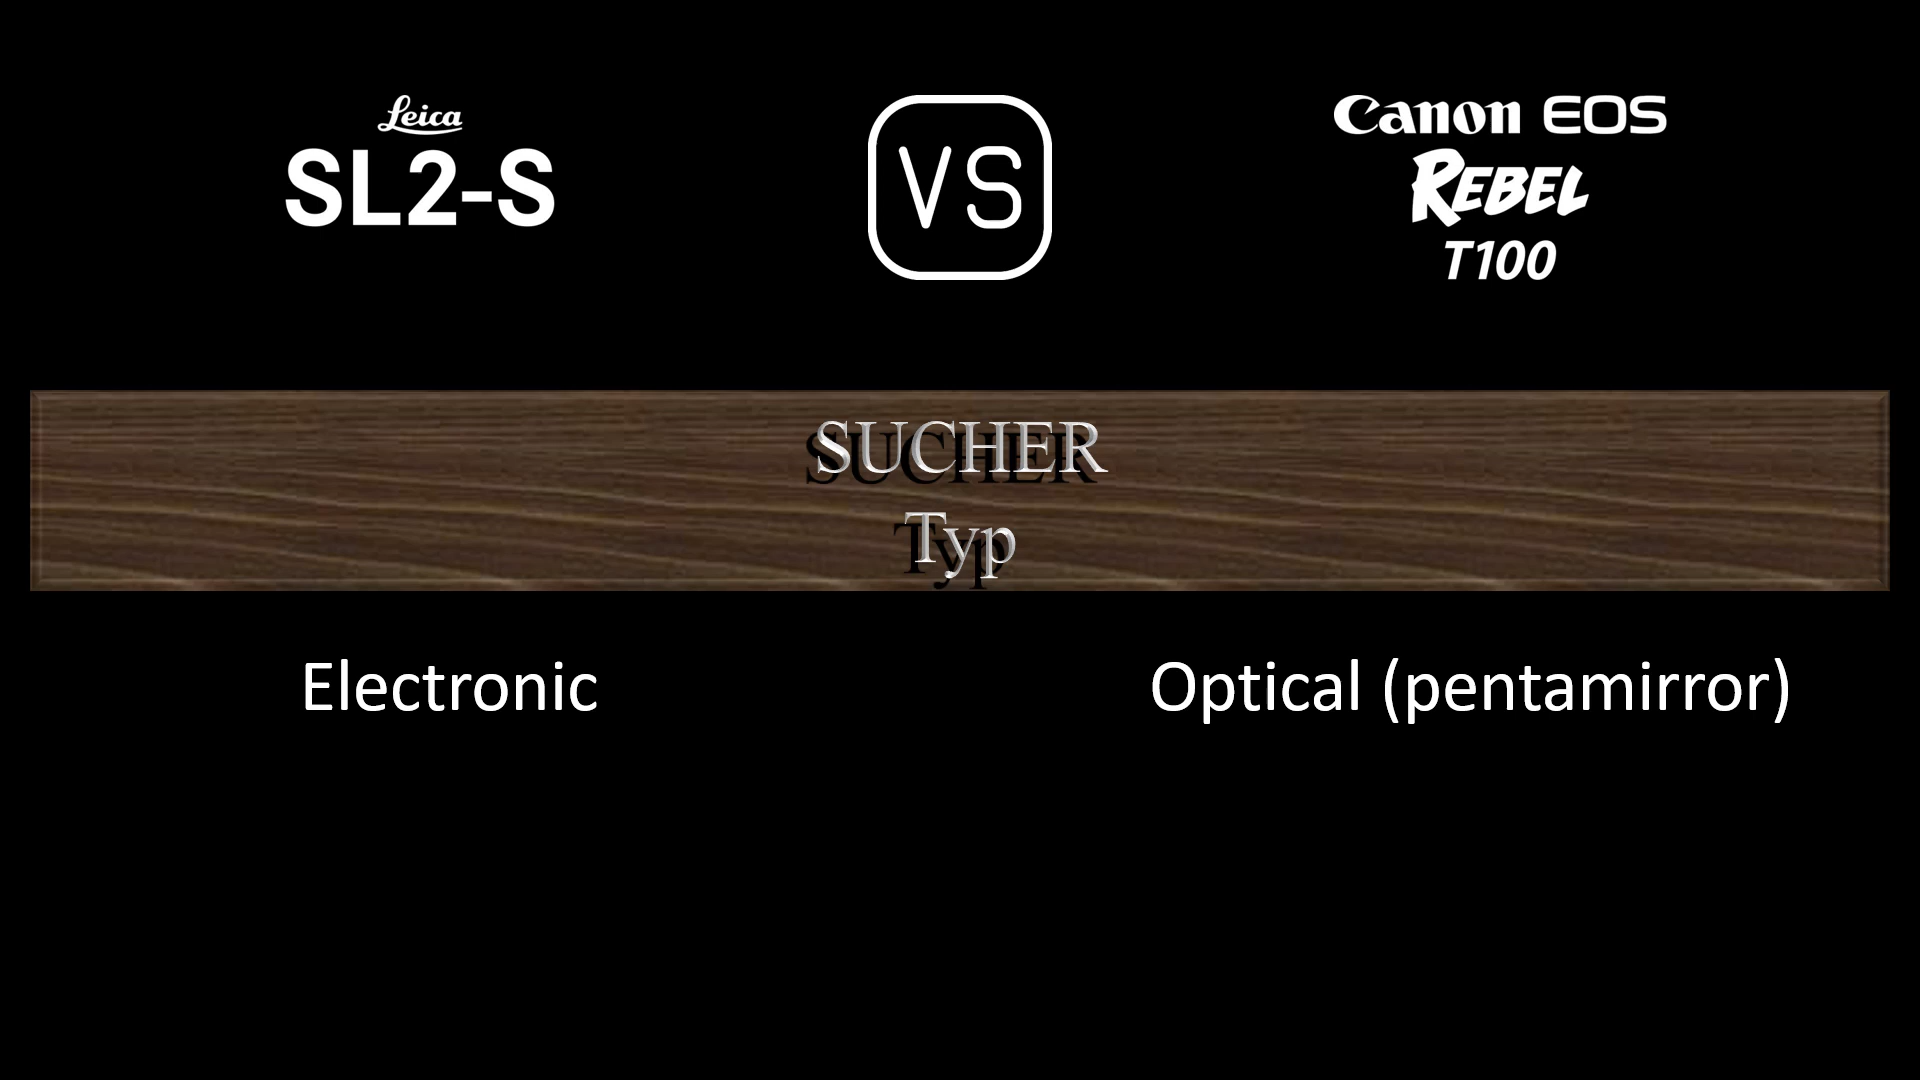 Leica
SL2-S
VS
Canon EOS
REBEL
T100
SUCHER
Typ
Electronic
Optical (pentamirror)